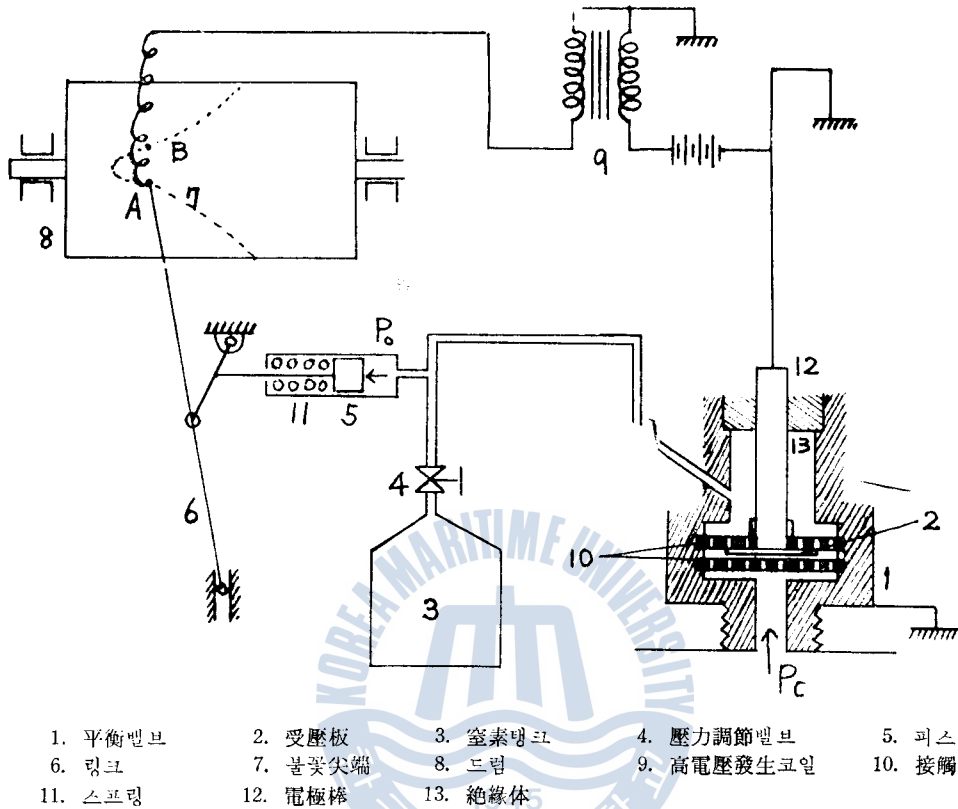 9
B
A
7
8
P₀
12
11
5
13
4
2
10
6
1
3
Pc
KOREA MARITIME UNIVERSITY
1. 平衡밸브 2. 受壓板 3. 窒素탱크 4. 壓力調節밸브 5. 피스
6. 링크 7. 불꽃尖端 8. 드럼 9. 高電壓發生코일 10. 接觸
11. 스프링 12. 電極棒 13. 絶緣体